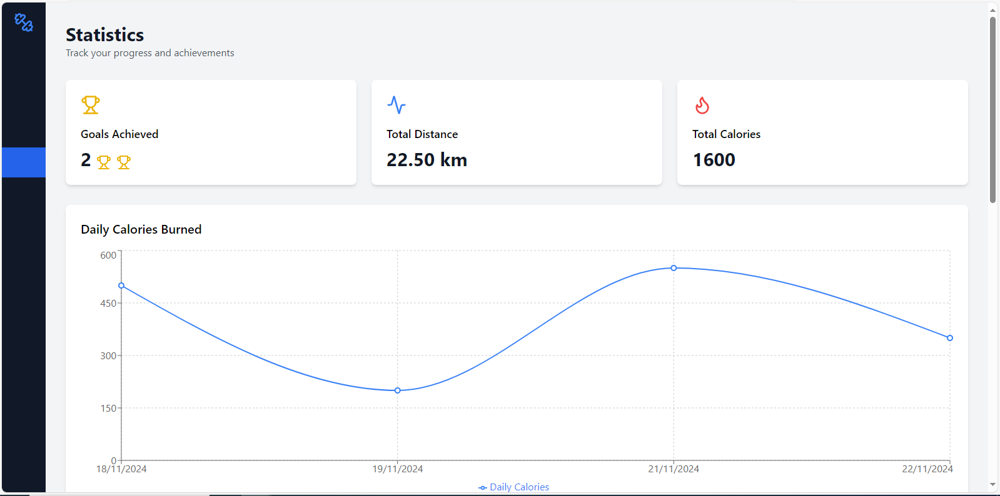 Statistics
Track your progress and achievements
Goals Achieved
2
Total Distance
22.50 km
Total Calories
1600
Daily Calories Burned
600
450
300
150
0
18/11/2024
19/11/2024
21/11/2024
22/11/2024
Daily Calories